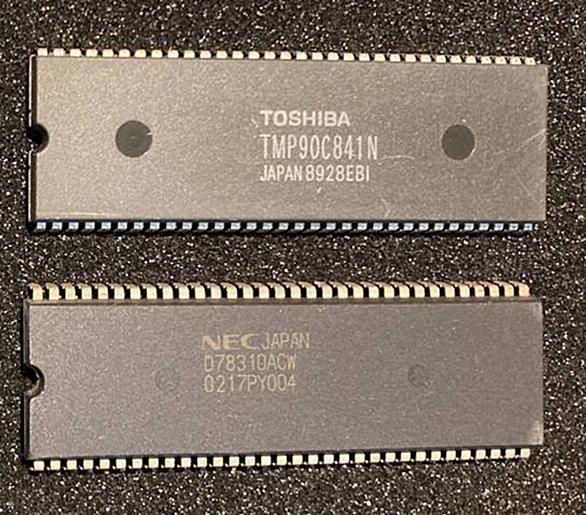 TOSHIBA
TMP90C841N
JAPAN 8928EBI
NEC JAPAN
D78310ACW
0217PY004